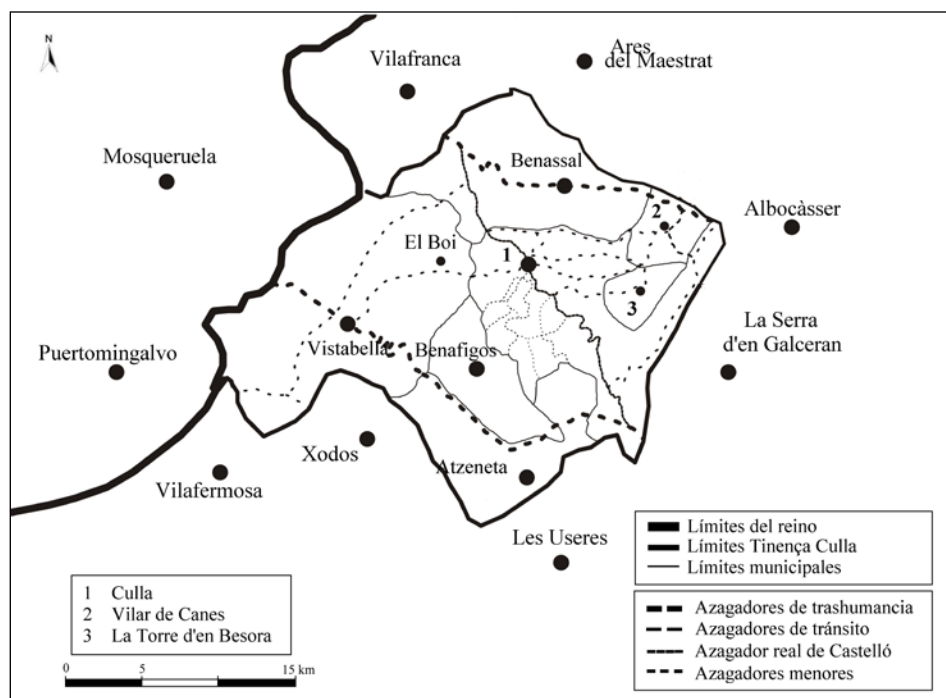 N
Ares
del Maestrat
Vilafranca
Mosqueruela
Benassal
2
Albocàsser
El Boi
1
3
La Serra
d'en Galceran
Puertomingalvo
Vistabella
Benafigos
Xodos
Atzeneta
Vilafermosa
Les Useres
Límites del reino
Límites Tinença Culla
Límites municipales
1 Culla
2 Vilar de Canes
3 La Torre d'en Besora
Azagadores de trashumancia
Azagadores de tránsito
Azagador real de Castelló
Azagadores menores
0 5 15 km